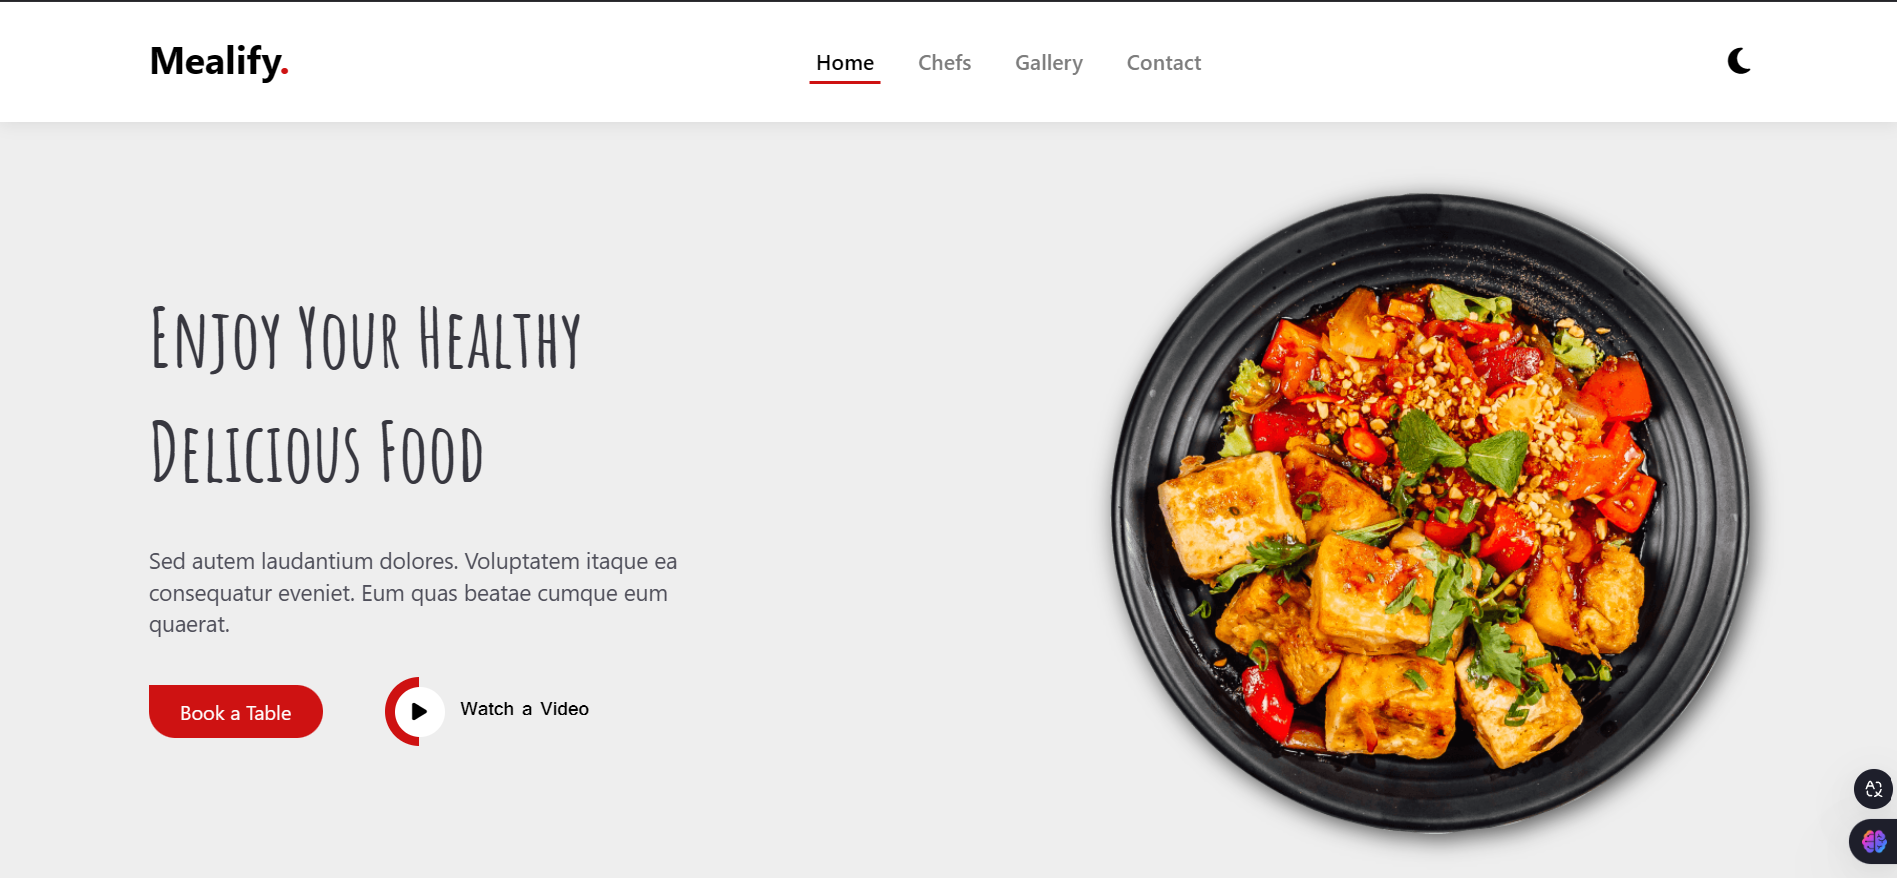 Mealify.
Home Chefs Gallery Contact
Enjoy Your Healthy
Delicious Food
Sed autem laudantium dolores. Voluptatem itaque ea
consequatur eveniet. Eum quas beatae cumque eum
quaerat.
Book a Table
Watch a Video